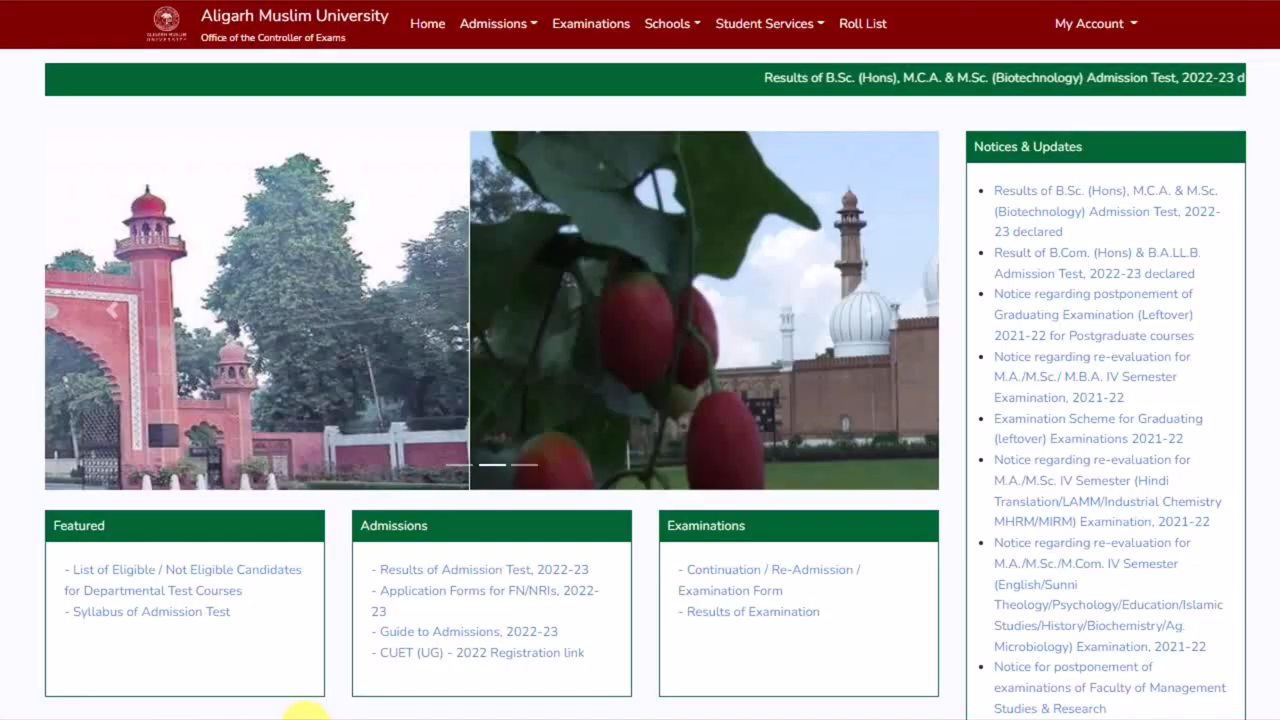 Aligarh Muslim University
Office of the Controller of Exams
ALIGARH MUSLIM
UNIVERSITY
Home
Admissions
Examinations
Schools
Student Services
Roll List
My Account
Results of B.Sc. (Hons), M.C.A. & M.Sc. (Biotechnology) Admission Test, 2022-23 d
Notices & Updates
Results of B.Sc. (Hons), M.C.A. & M.Sc.
(Biotechnology) Admission Test, 2022-
23 declared
Result of B.Com. (Hons) & B.A.LL.B.
Admission Test, 2022-23 declared
Notice regarding postponement of
Graduating Examination (Leftover)
2021-22 for Postgraduate courses
Notice regarding re-evaluation for
M.A./M.Sc./ M.B.A. IV Semester
Examination, 2021-22
Examination Scheme for Graduating
(leftover) Examinations 2021-22
Notice regarding re-evaluation for
M.A./M.Sc. IV Semester (Hindi
Translation/LAMM/Industrial Chemistry
MHRM/MIRM) Examination, 2021-22
Notice regarding re-evaluation for
M.A./M.Sc./M.Com. IV Semester
(English/Sunni
Theology/Psychology/Education/Islamic
Studies/History/Biochemistry/Ag.
Microbiology) Examination, 2021-22
Notice for postponement of
examinations of Faculty of Management
Studies & Research
Featured
- List of Eligible / Not Eligible Candidates
for Departmental Test Courses
- Syllabus of Admission Test
Admissions
- Results of Admission Test, 2022-23
- Application Forms for FN/NRIs, 2022-
23
- Guide to Admissions, 2022-23
- CUET (UG) - 2022 Registration link
Examinations
- Continuation / Re-Admission /
Examination Form
- Results of Examination